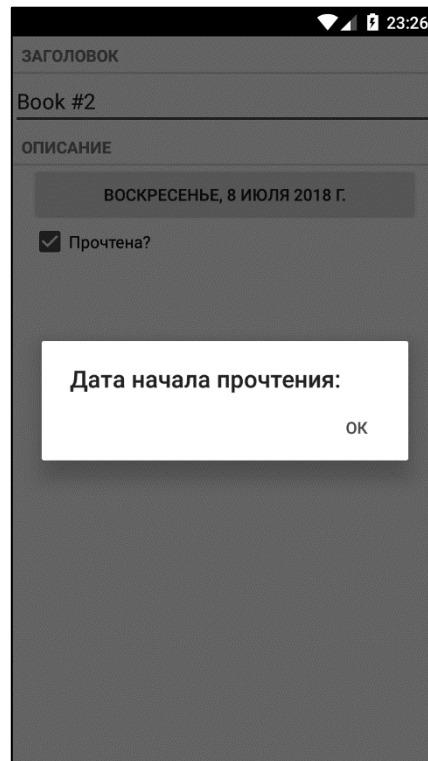 23:26
ЗАГОЛОВОК
Book #2
ОПИСАНИЕ
ВОСКРЕСЕНЬЕ, 8 ИЮЛЯ 2018 Г.
Прочтена?
Дата начала прочтения:
ОК